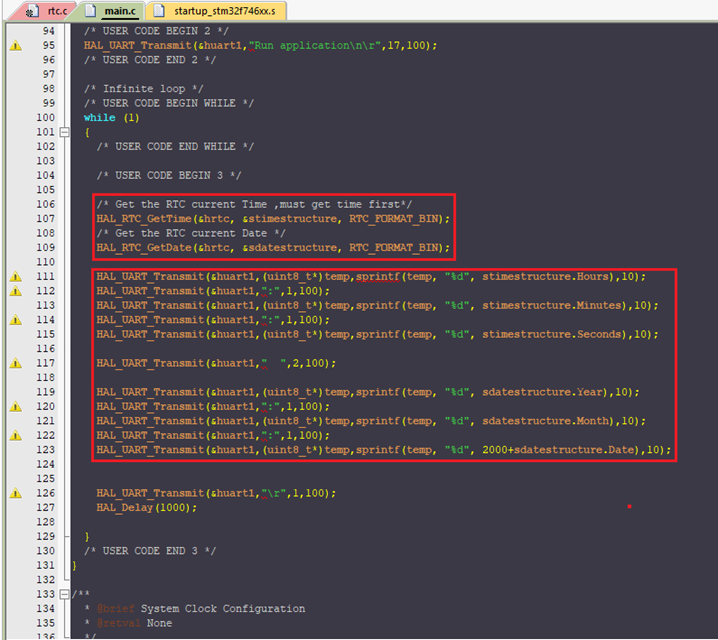 rtc.c main.c startup_stm32f746xx.s
94 /* USER CODE BEGIN 2 */
95 HAL_UART_Transmit(&huart1,"Run application\n\r",17,100);
96 /* USER CODE END 2 */
97
98 /* Infinite loop */
99 /* USER CODE BEGIN WHILE */
100 while (1)
101 {
102 /* USER CODE END WHILE */
103
104 /* USER CODE BEGIN 3 */
105
106 /* Get the RTC current Time ,must get time first*/
107 HAL_RTC_GetTime(&hrtc, &stimestructure, RTC_FORMAT_BIN);
108 /* Get the RTC current Date */
109 HAL_RTC_GetDate(&hrtc, &sdatestructure, RTC_FORMAT_BIN);
110
111 HAL_UART_Transmit(&huart1,(uint8_t*)temp,sprintf(temp, "%d", stimestructure.Hours),10);
112 HAL_UART_Transmit(&huart1,":",1,100);
113 HAL_UART_Transmit(&huart1,(uint8_t*)temp,sprintf(temp, "%d", stimestructure.Minutes),10);
114 HAL_UART_Transmit(&huart1,":",1,100);
115 HAL_UART_Transmit(&huart1,(uint8_t*)temp,sprintf(temp, "%d", stimestructure.Seconds),10);
116
117 HAL_UART_Transmit(&huart1,"  ",2,100);
118
119 HAL_UART_Transmit(&huart1,(uint8_t*)temp,sprintf(temp, "%d", sdatestructure.Year),10);
120 HAL_UART_Transmit(&huart1,":",1,100);
121 HAL_UART_Transmit(&huart1,(uint8_t*)temp,sprintf(temp, "%d", sdatestructure.Month),10);
122 HAL_UART_Transmit(&huart1,":",1,100);
123 HAL_UART_Transmit(&huart1,(uint8_t*)temp,sprintf(temp, "%d", 2000+sdatestructure.Date),10);
124
125
126 HAL_UART_Transmit(&huart1,"\r",1,100);
127 HAL_Delay(1000);
128
129 }
130 /* USER CODE END 3 */
131 }
132
133 /**
134 * @brief System Clock Configuration
135 * @retval None
136 */